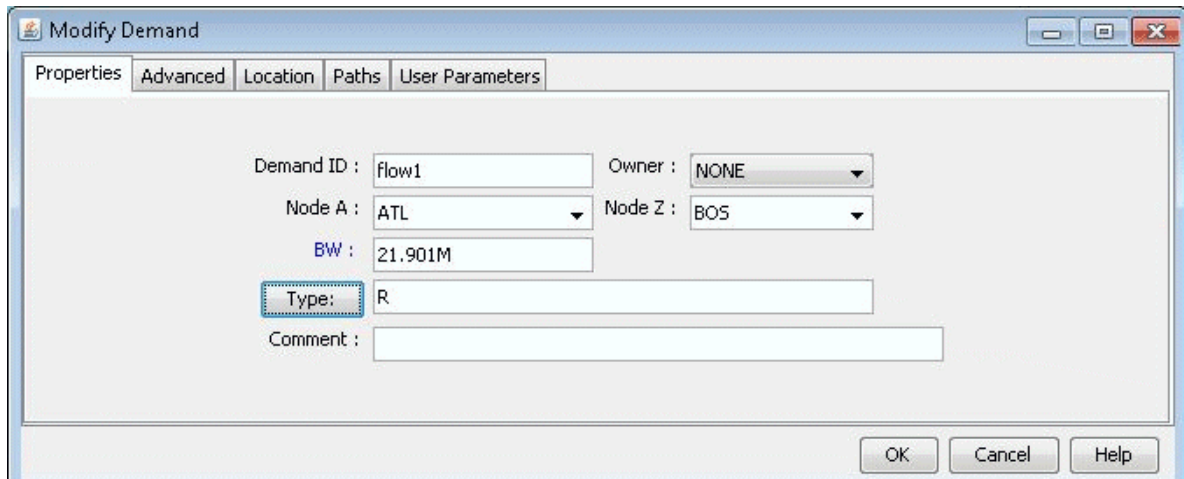 Modify Demand
Properties Advanced Location Paths User Parameters
Demand ID : flow1 Owner : NONE
Node A : ATL Node Z : BOS
BW : 21.901M
Type: R
Comment :
OK Cancel Help